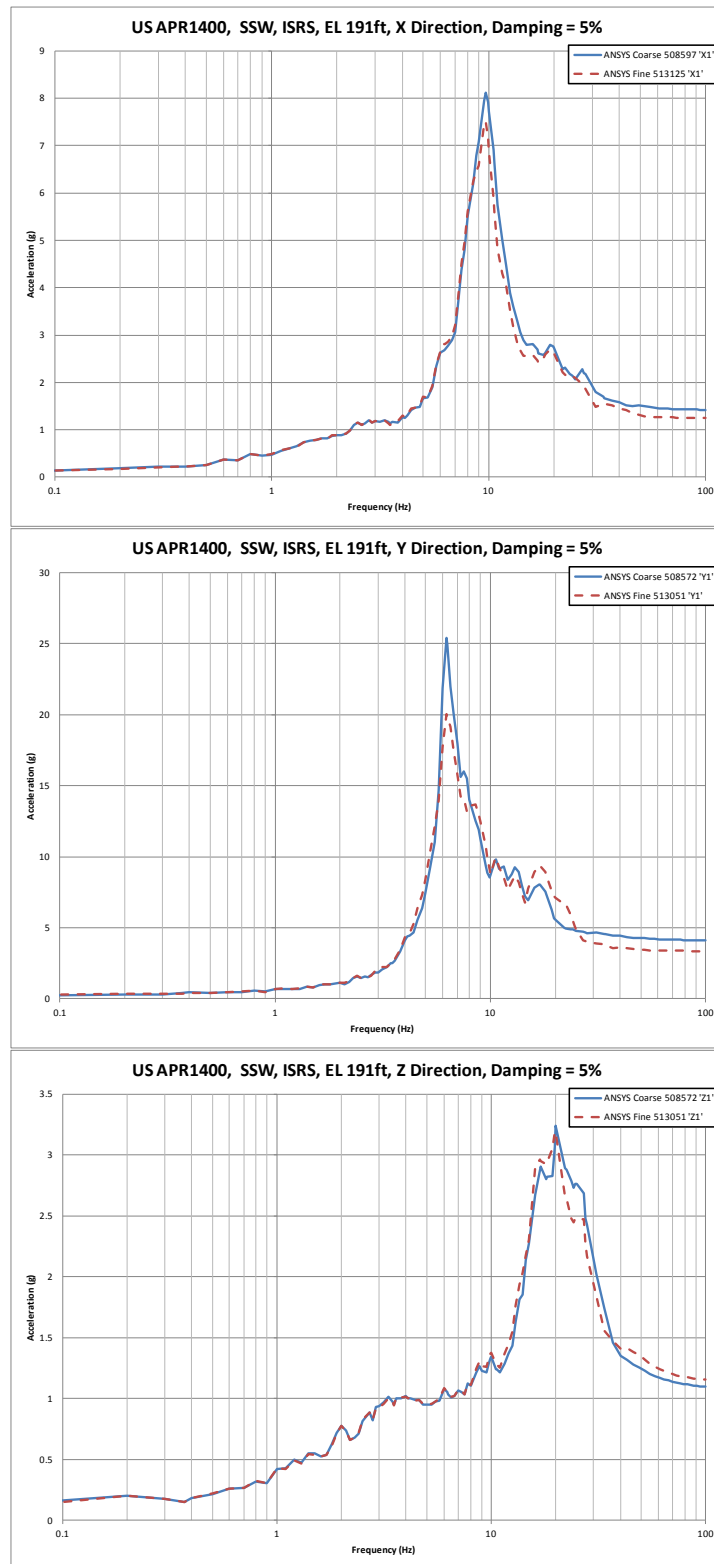 US APR1400, SSW, ISRS, EL 191ft, X Direction, Damping = 5%
ANSYS Coarse 508597 'X1'
ANSYS Fine 513125 'X1'
Acceleration (g)
9
8
7
6
5
4
3
2
1
0
0.1
1
10
100
Frequency (Hz)
US APR1400, SSW, ISRS, EL 191ft, Y Direction, Damping = 5%
ANSYS Coarse 508572 'Y1'
ANSYS Fine 513051 'Y1'
Acceleration (g)
30
25
20
15
10
5
0
0.1
1
10
100
Frequency (Hz)
US APR1400, SSW, ISRS, EL 191ft, Z Direction, Damping = 5%
ANSYS Coarse 508572 'Z1'
ANSYS Fine 513051 'Z1'
Acceleration (g)
3.5
3
2.5
2
1.5
1
0.5
0
0.1
1
10
100
Frequency (Hz)